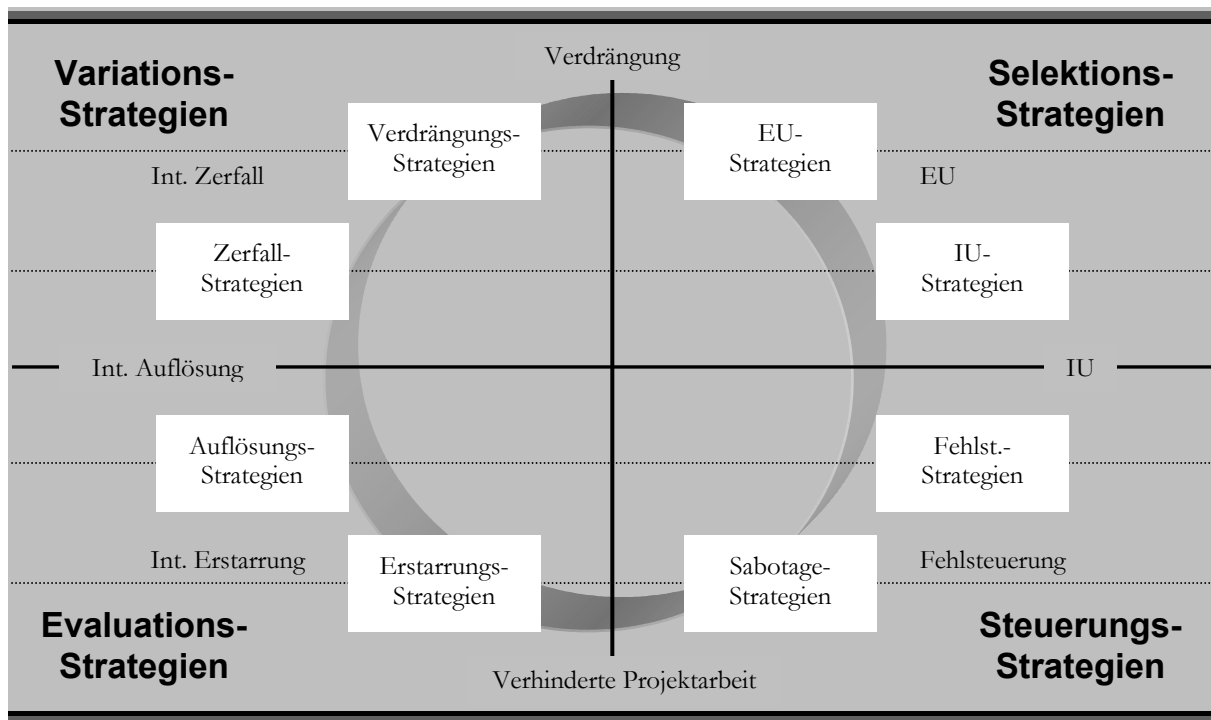 Verdrängung
Variations-
Strategien
Selektions-
Strategien
Verdrängungs-
Strategien
EU-
Strategien
Int. Zerfall
EU
Zerfall-
Strategien
IU-
Strategien
Int. Auflösung
IU
Auflösungs-
Strategien
Fehlst.-
Strategien
Int. Erstarrung
Erstarrungs-
Strategien
Sabotage-
Strategien
Fehlsteuerung
Evaluations-
Strategien
Steuerungs-
Strategien
Verhinderte Projektarbeit